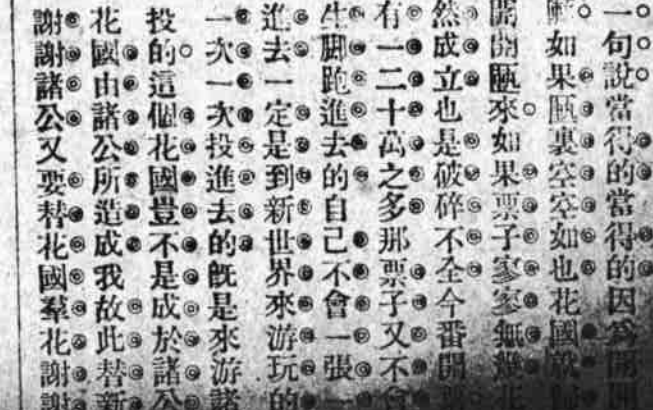 一句說當得的當得的因爲開
如果匭裏空空如也花國就
開開匭來如果票子寥寥無幾花
然成立也是破碎不全今番開
有一二十萬之多那票子又不會
生脚跑進去的自己不會一張一
進去一定是到新世界來游玩的
一次一次投進去的旣是來游諸
投的這個花國豈不是成於諸公
花國由諸公所造成我故此替新
謝謝諸公又要替花國羣花謝謝